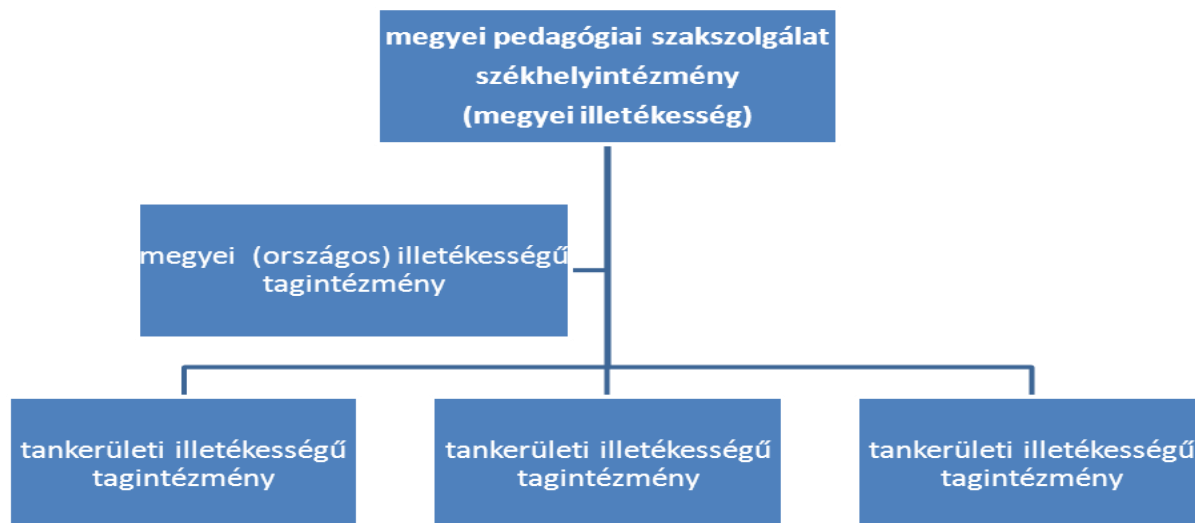 megyei pedagógiai szakszolgálat
székhelyintézmény
(megyei illetékesség)
megyei (országos) illetékességű
tagintézmény
tankerületi illetékességű
tagintézmény
tankerületi illetékességű
tagintézmény
tankerületi illetékességű
tagintézmény